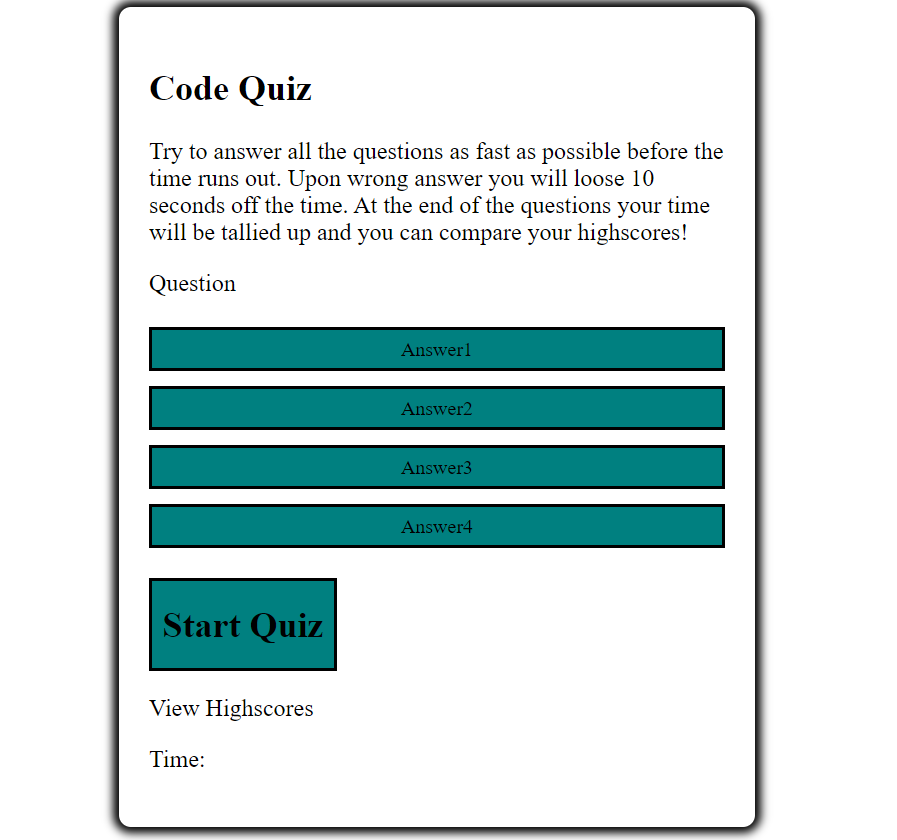 Code Quiz
Try to answer all the questions as fast as possible before the
time runs out. Upon wrong answer you will loose 10
seconds off the time. At the end of the questions your time
will be tallied up and you can compare your highscores!
Question
Answer1
Answer2
Answer3
Answer4
Start Quiz
View Highscores
Time: